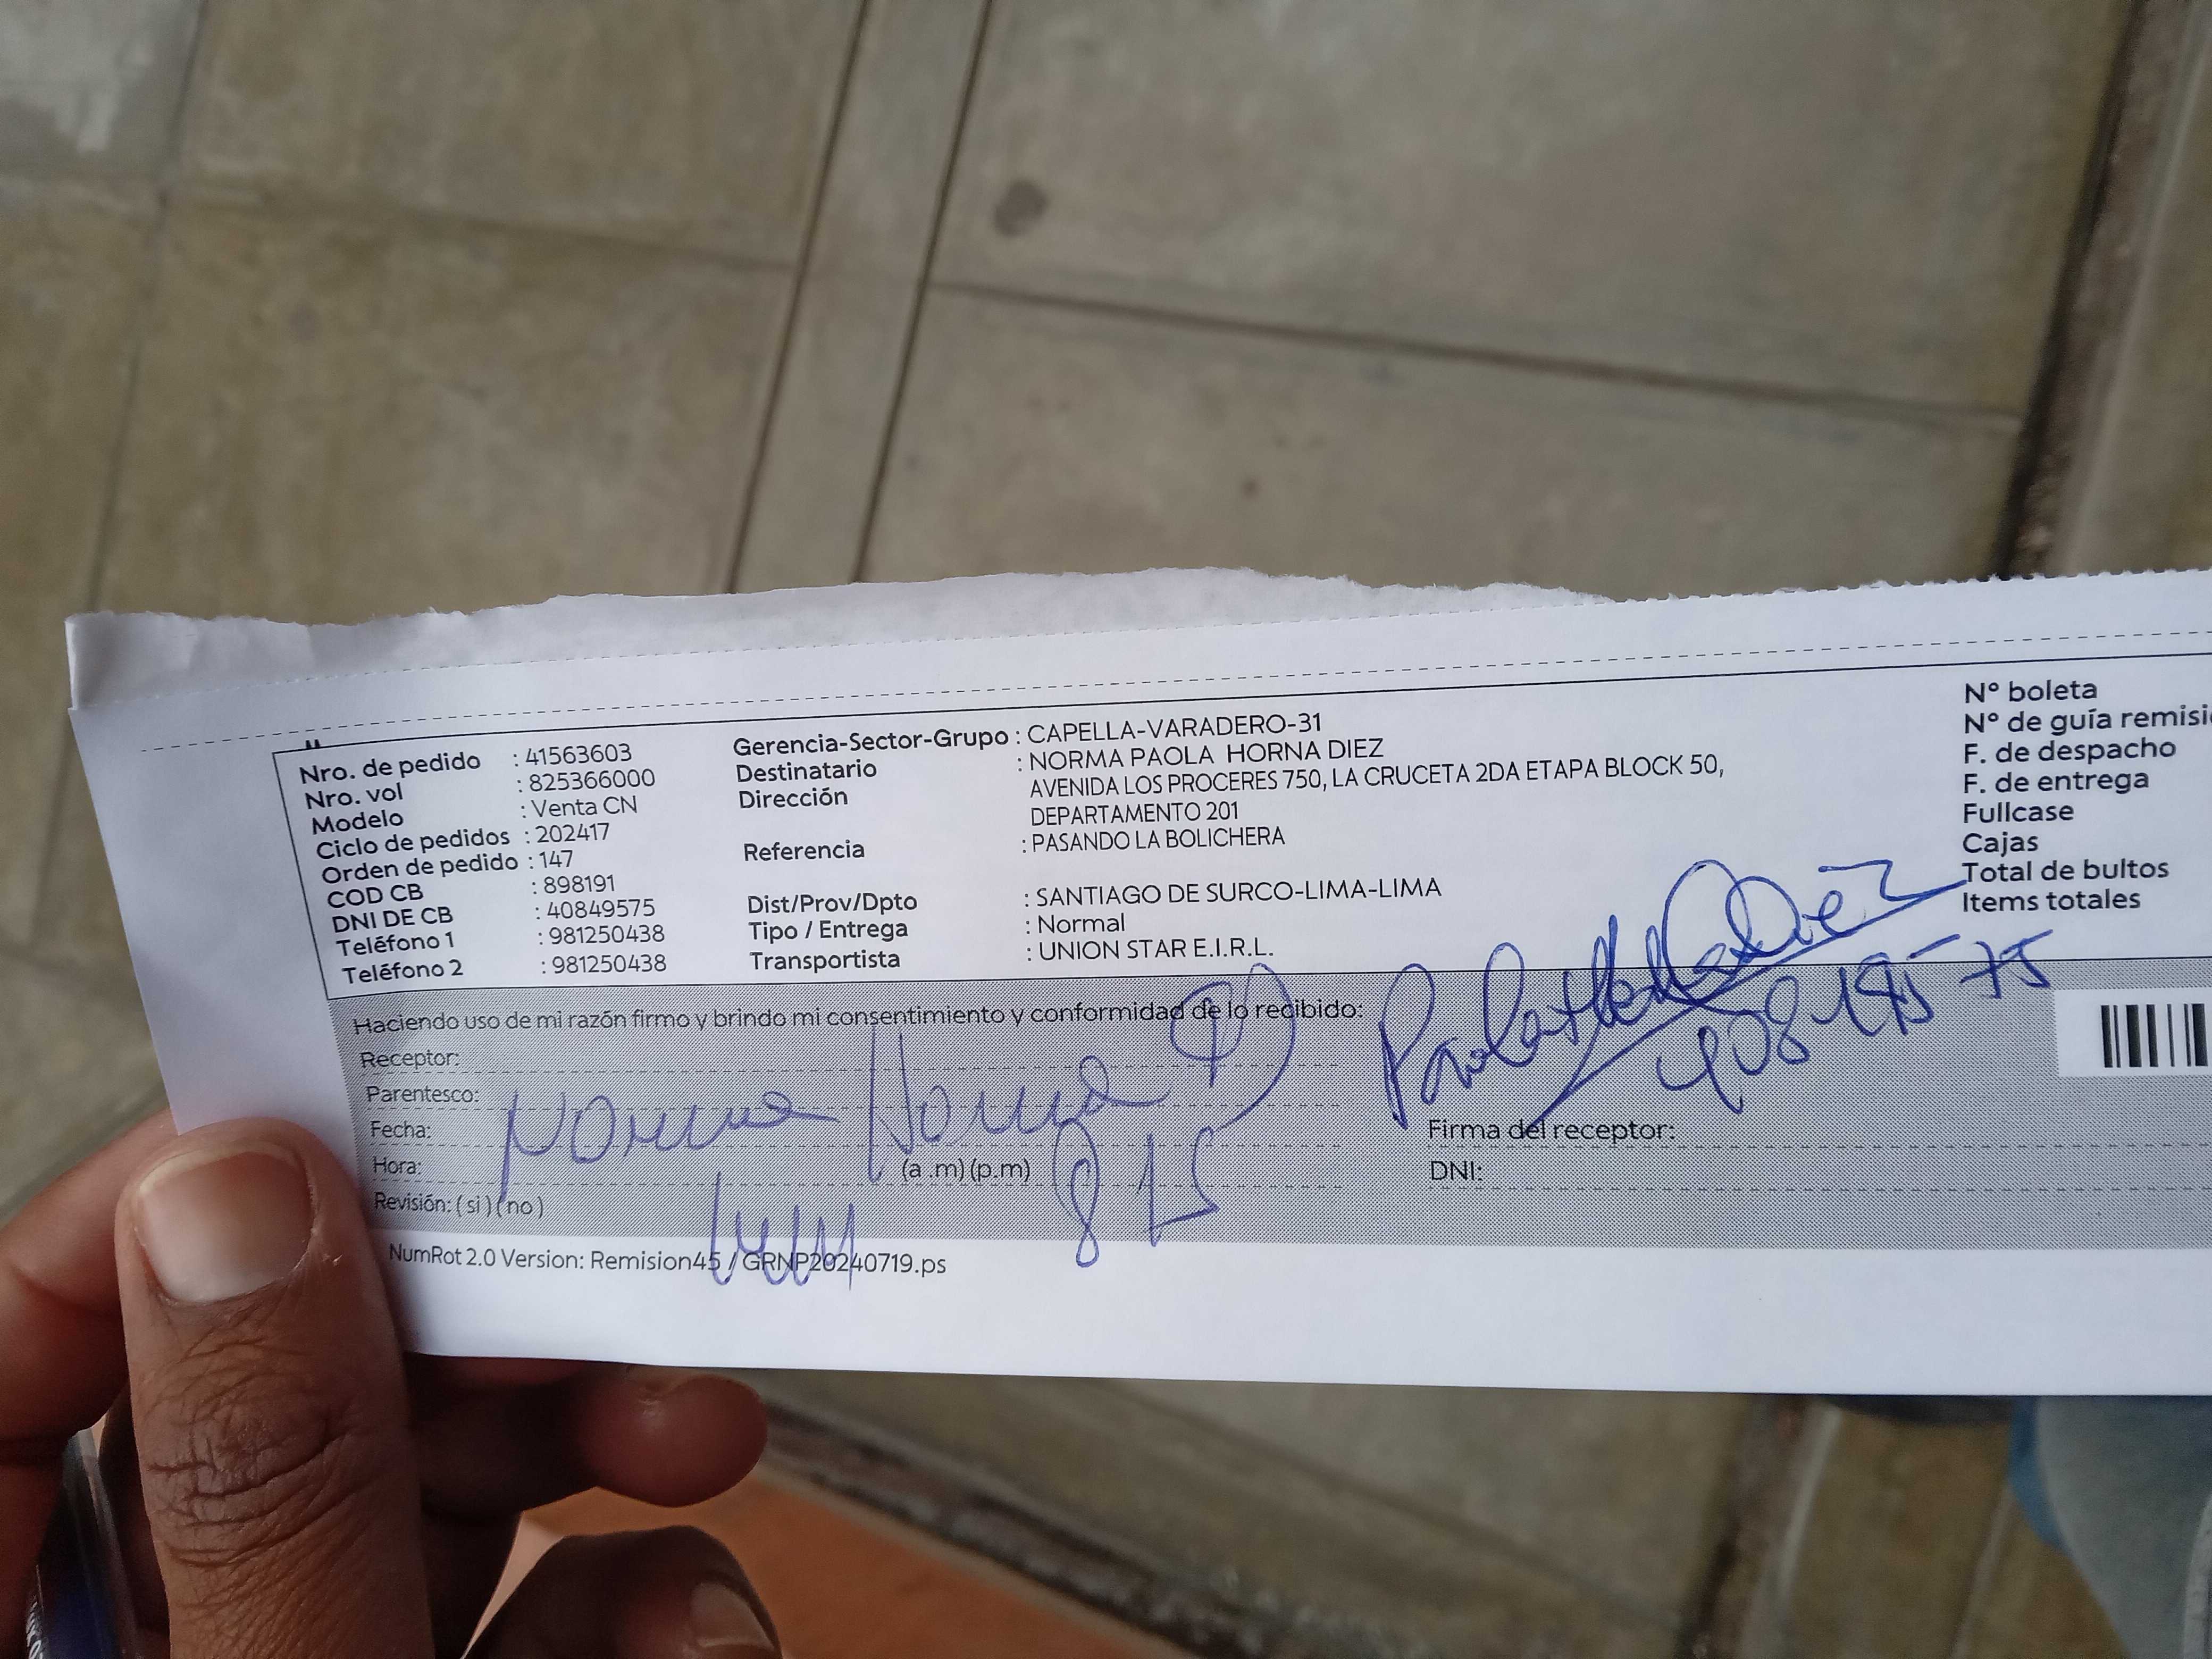 Nro. de pedido : 41563603
Nro. vol : 825366000
Modelo : Venta CN
Ciclo de pedidos : 202417
Orden de pedido : 147
COD CB : 898191
DNI DE CB : 40849575
Teléfono 1 : 981250438
Teléfono 2 : 981250438
Gerencia-Sector-Grupo : CAPELLA-VARADERO-31
Destinatario : NORMA PAOLA HORNA DIEZ
Dirección AVENIDA LOS PROCERES 750, LA CRUCETA 2DA ETAPA BLOCK 50,
DEPARTAMENTO 201
Referencia : PASANDO LA BOLICHERA
Dist/Prov/Dpto : SANTIAGO DE SURCO-LIMA-LIMA
Tipo / Entrega : Normal
Transportista : UNION STAR E.I.R.L.
N° boleta
N° de guía
F. de despacho
F. de entrega
Fullcase
Cajas
Total de bultos
Items totales
Haciendo uso de mi razón firmo y brindo mi consentimiento y conformidad de lo recibido:
Receptor:
Parentesco:
Fecha:
Hora: (a .m) (p.m)
Revisión: ( si ) ( no )
Norma Horna D
8 15
Paola Horna Diez
Firma del receptor:
DNI:
NumRot 2.0 Version: Remision45 / GRNP20240719.ps